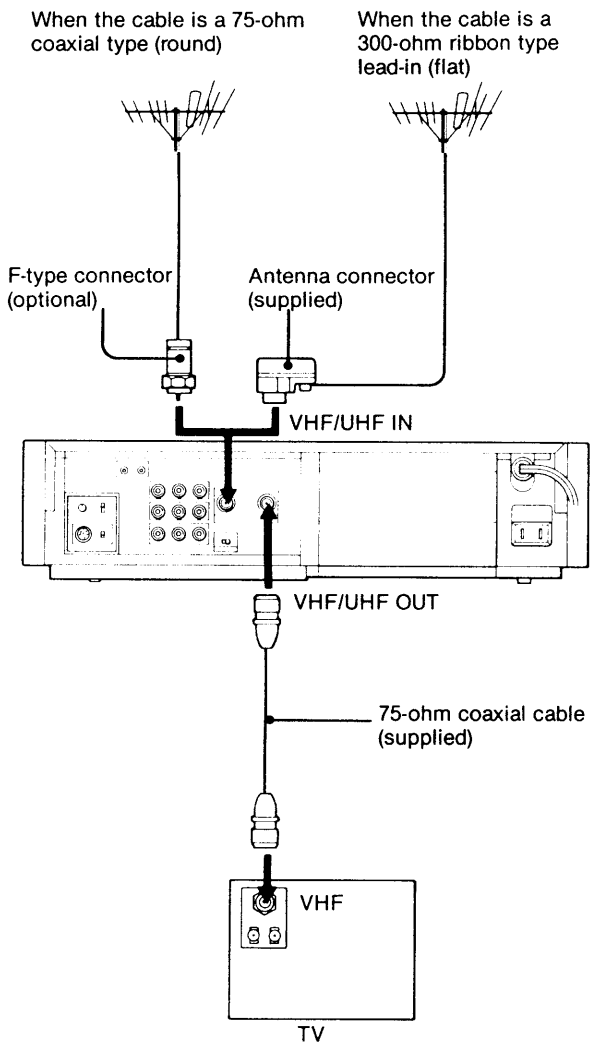 When the cable is a 75-ohm
coaxial type (round)
When the cable is a
300-ohm ribbon type
lead-in (flat)
F-type connector
(optional)
Antenna connector
(supplied)
VHF/UHF IN
VHF/UHF OUT
75-ohm coaxial cable
(supplied)
VHF
TV